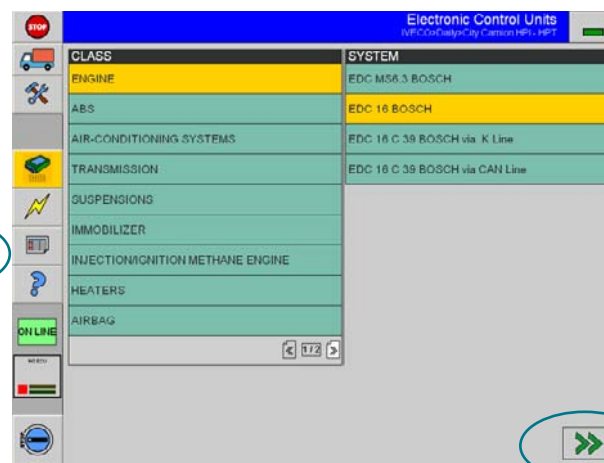 STOP
Electronic Control Units
IVECO>Daily>City Camion HPI - HPT
CLASS
SYSTEM
ENGINE
EDC MS6.3 BOSCH
ABS
EDC 16 BOSCH
AIR-CONDITIONING SYSTEMS
EDC 16 C 39 BOSCH via K Line
TRANSMISSION
EDC 16 C 39 BOSCH via CAN Line
SUSPENSIONS
IMMOBILIZER
INJECTION/IGNITION METHANE ENGINE
HEATERS
AIRBAG
ON LINE
1/2